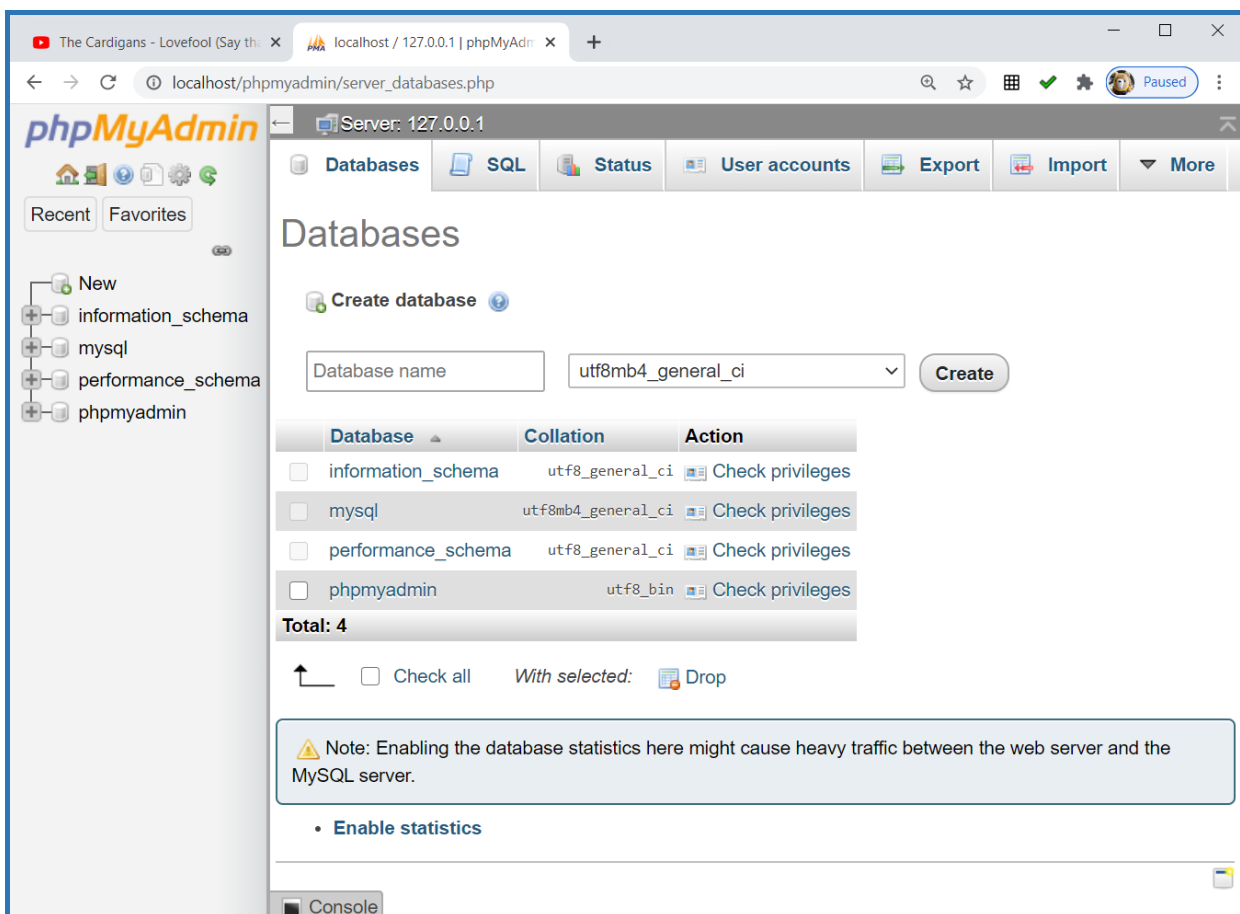 The Cardigans - Lovefool (Say tha
localhost / 127.0.0.1 | phpMyAdm
localhost/phpmyadmin/server_databases.php
Paused
phpMyAdmin
Server: 127.0.0.1
Databases SQL Status User accounts Export Import More
Recent Favorites
Databases
New
information_schema
mysql
performance_schema
phpmyadmin
Create database
Database name utf8mb4_general_ci Create
Database Collation Action
information_schema utf8_general_ci Check privileges
mysql utf8mb4_general_ci Check privileges
performance_schema utf8_general_ci Check privileges
phpmyadmin utf8_bin Check privileges
Total: 4
Check all With selected: Drop
Note: Enabling the database statistics here might cause heavy traffic between the web server and the
MySQL server.
• Enable statistics
Console